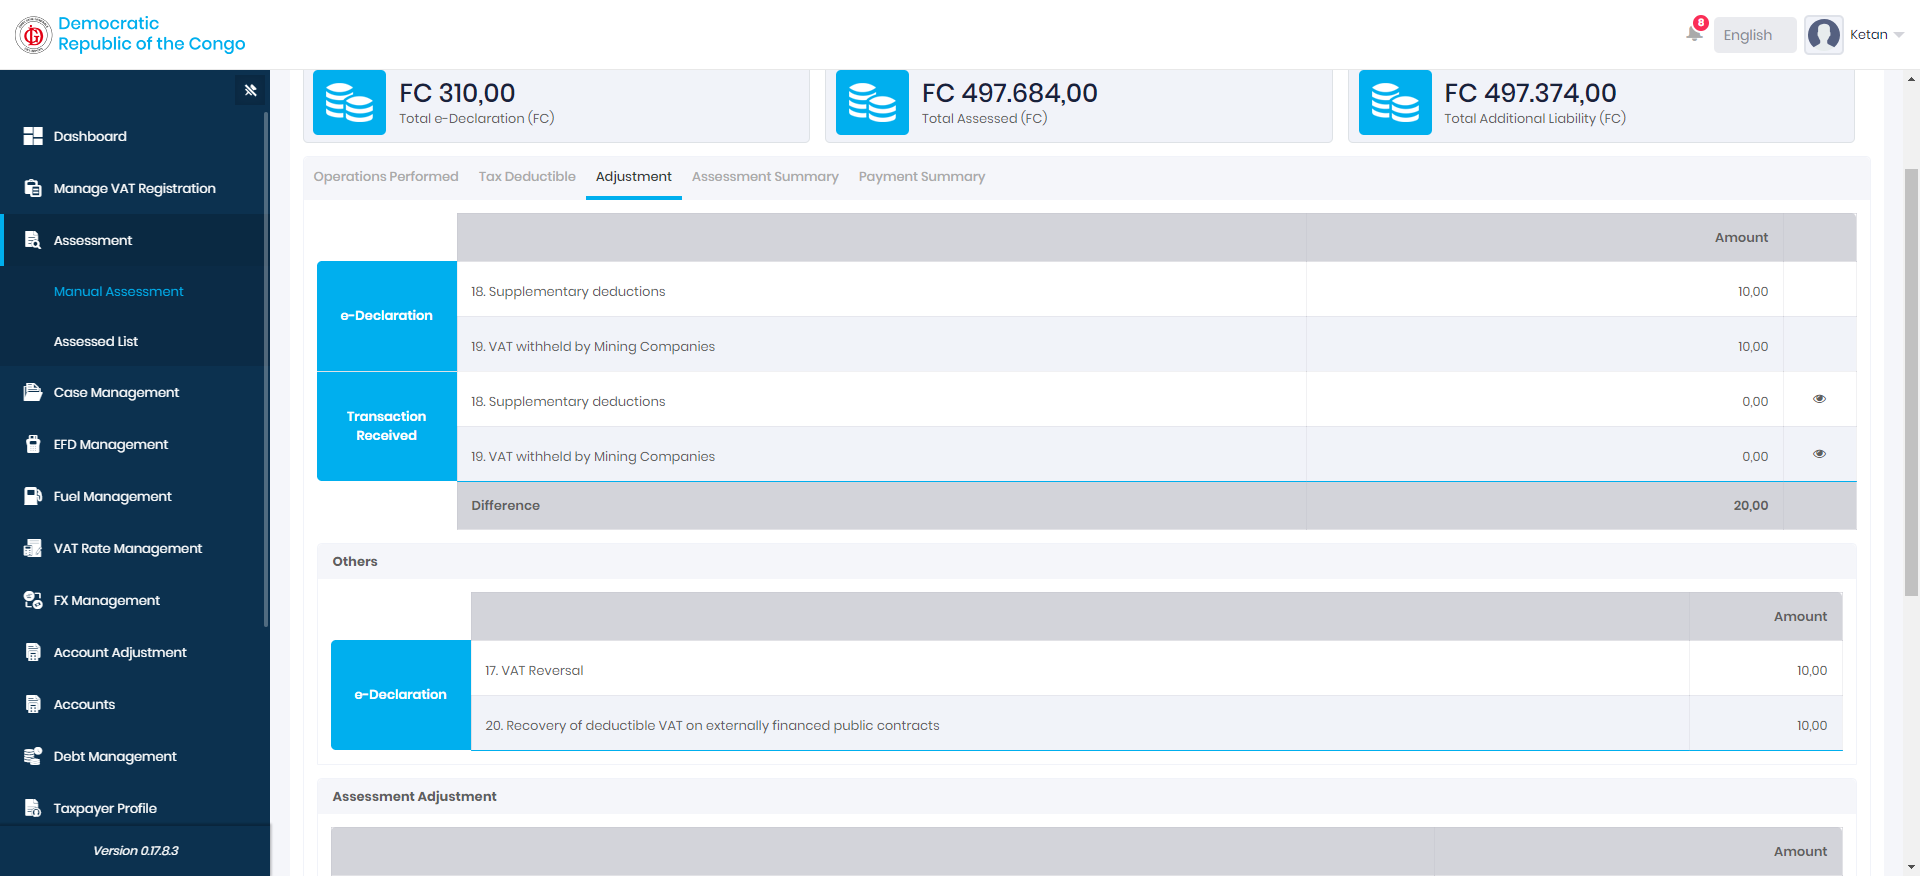 Democratic
Republic of the Congo
8
English
Ketan
Dashboard
Manage VAT Registration
Assessment
Manual Assessment
Assessed List
Case Management
EFD Management
Fuel Management
VAT Rate Management
FX Management
Account Adjustment
Accounts
Debt Management
Taxpayer Profile
Version 0.17.8.3
FC 310,00
Total e-Declaration (FC)
FC 497.684,00
Total Assessed (FC)
FC 497.374,00
Total Additional Liability (FC)
Operations Performed Tax Deductible Adjustment Assessment Summary Payment Summary
Amount
e-Declaration
18. Supplementary deductions 10,00
19. VAT withheld by Mining Companies 10,00
Transaction
Received
18. Supplementary deductions 0,00
19. VAT withheld by Mining Companies 0,00
Difference 20,00
Others
Amount
e-Declaration
17. VAT Reversal 10,00
20. Recovery of deductible VAT on externally financed public contracts 10,00
Assessment Adjustment
Amount